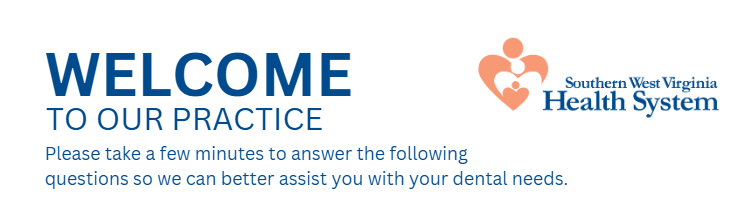 WELCOME
TO OUR PRACTICE
Please take a few minutes to answer the following
questions so we can better assist you with your dental needs.
Southern West Virginia
Health System